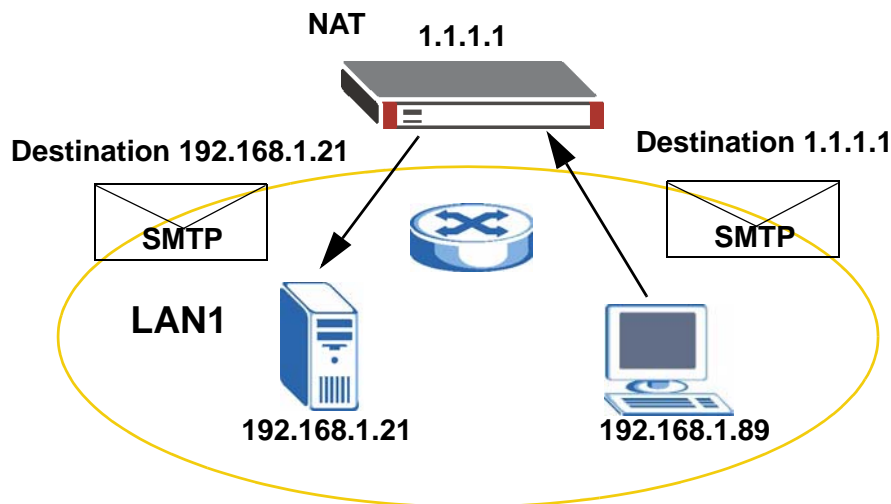 NAT
1.1.1.1
Destination 192.168.1.21
Destination 1.1.1.1
SMTP
SMTP
LAN1
192.168.1.21
192.168.1.89